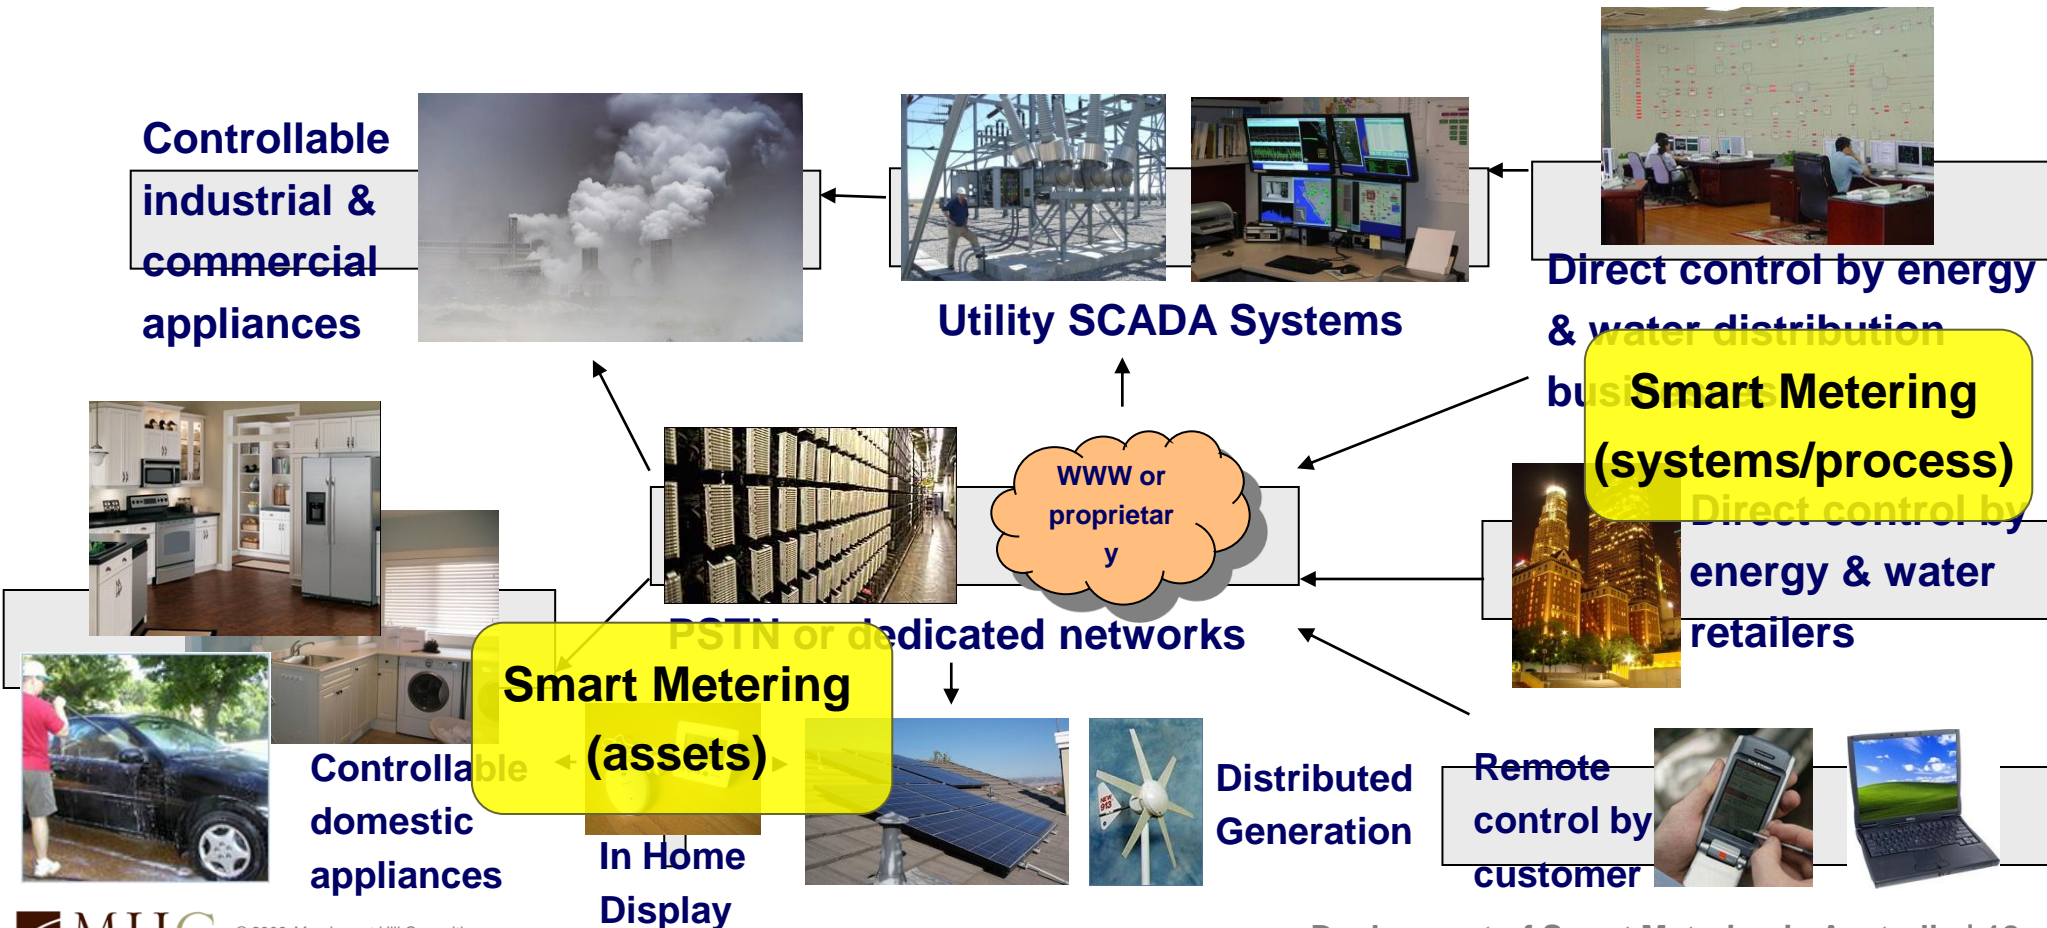 Controllable
industrial &
commercial
appliances
Utility SCADA Systems
Direct control by energy
& water distribution
Smart Metering
(systems/process)
WWW or
proprietar
y
Direct control by
energy & water
retailers
PSTN or dedicated networks
Smart Metering
(assets)
Controllable
domestic
appliances
In Home
Display
Distributed
Generation
Remote
control by
customer